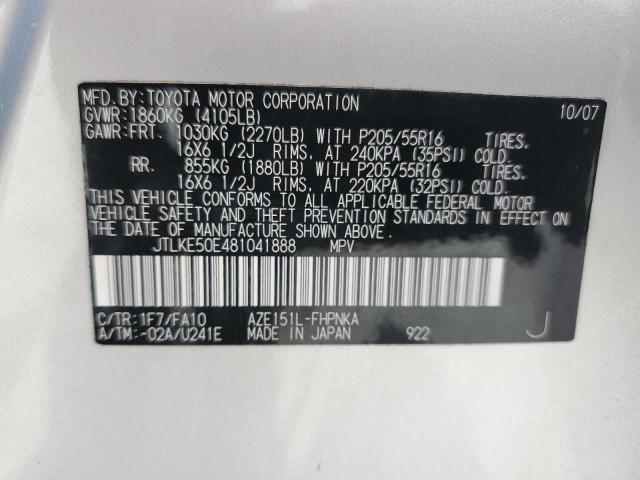 MFD.BY:TOYOTA MOTOR CORPORATION 10/07
GVWR:1860KG (4105LB)
GAWR:FRT. 1030KG (2270LB) WITH P205/55R16 TIRES.
16X6 1/2J RIMS, AT 240KPA (35PSI) COLD.
RR. 855KG (1880LB) WITH P205/55R16 TIRES.
16X6 1/2J RIMS, AT 220KPA (32PSI) COLD.
THIS VEHICLE CONFORMS TO ALL APPLICABLE FEDERAL MOTOR
VEHICLE SAFETY AND THEFT PREVENTION STANDARDS IN EFFECT ON
THE DATE OF MANUFACTURE SHOWN ABOVE.
JTLKE50E481041888 MPV
C/TR:1F7/FA10 AZE151L-FHPNKA
A/TM:-02A/U241E MADE IN JAPAN 922 J